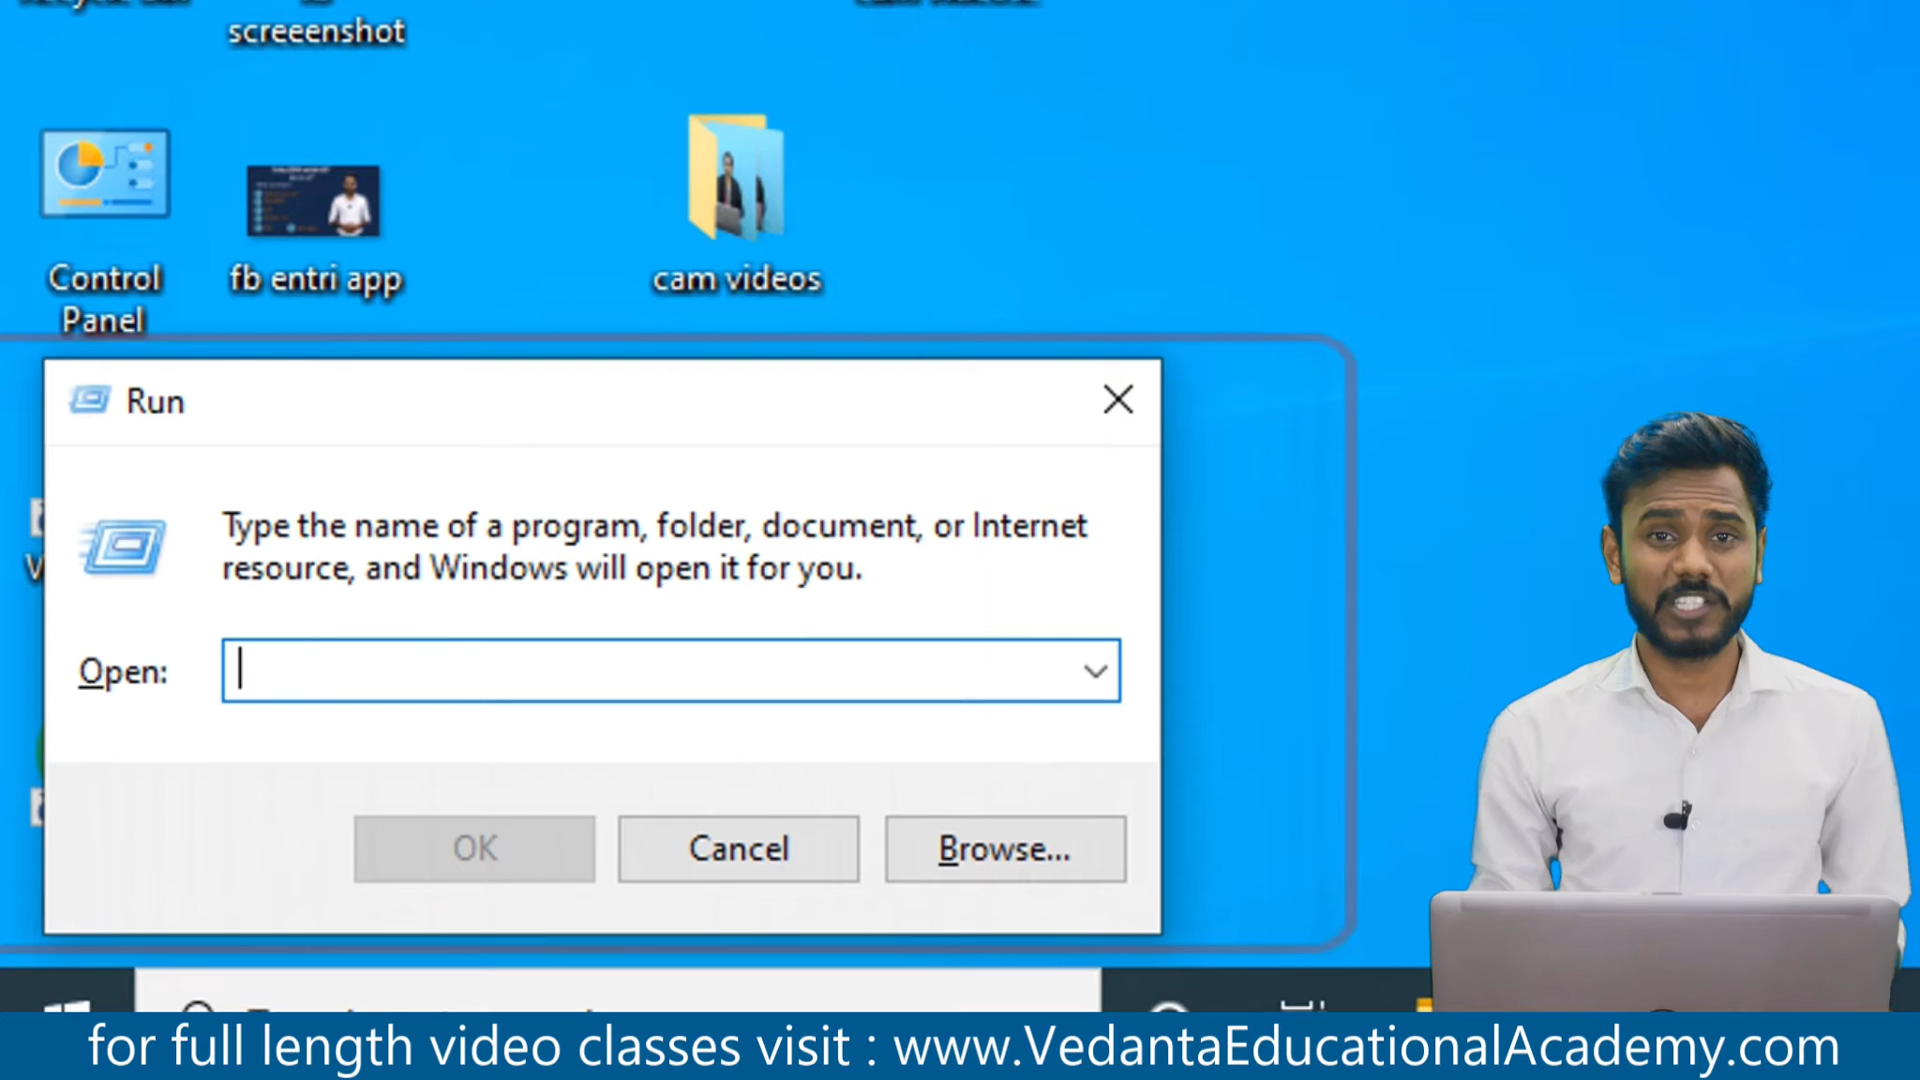 screeenshot
Control
Panel
fb entri app
cam videos
Run
Type the name of a program, folder, document, or Internet
resource, and Windows will open it for you.
Open:
OK
Cancel
Browse...
for full length video classes visit : www.VedantaEducationalAcademy.com